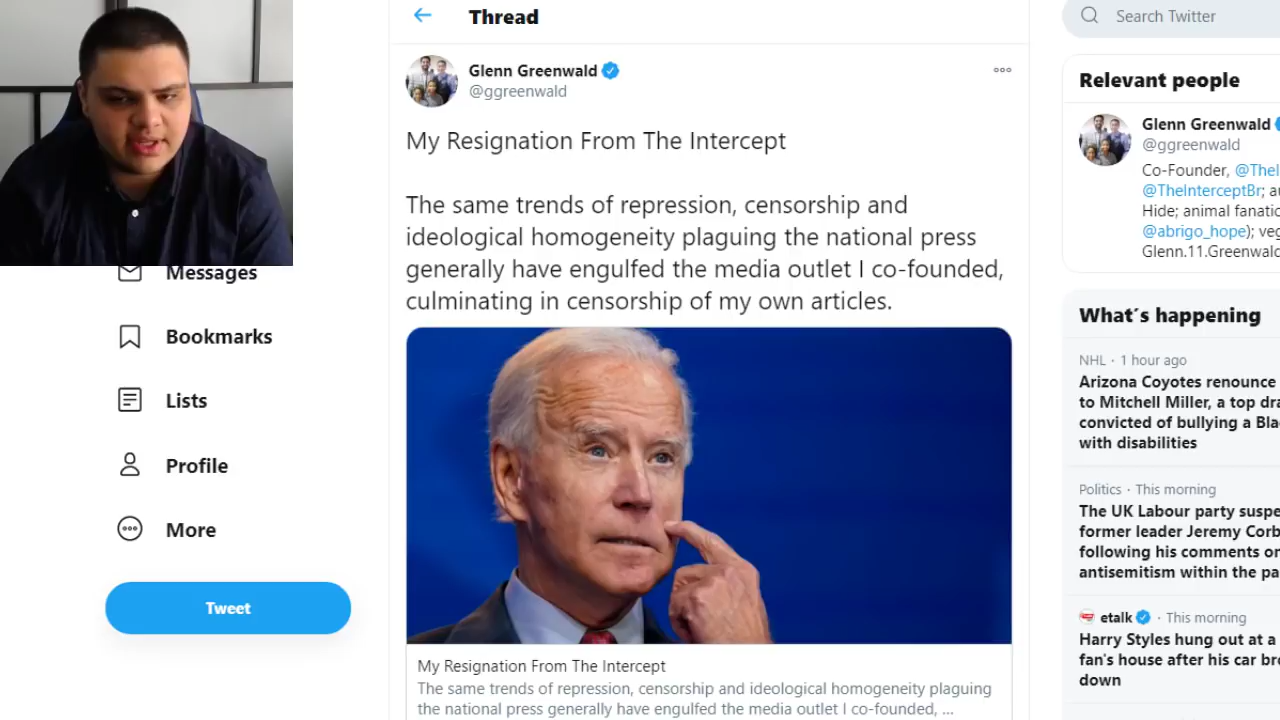 Thread
Search Twitter
Glenn Greenwald
@ggreenwald
My Resignation From The Intercept
The same trends of repression, censorship and
ideological homogeneity plaguing the national press
generally have engulfed the media outlet I co-founded,
culminating in censorship of my own articles.
My Resignation From The Intercept
The same trends of repression, censorship and ideological homogeneity plaguing
the national press generally have engulfed the media outlet I co-founded, ...
Messages
Bookmarks
Lists
Profile
More
Tweet
Relevant people
Glenn Greenwald
@ggreenwald
Co-Founder, @TheI
@TheInterceptBr; au
Hide; animal fanatic
@abrigo_hope); veg
Glenn.11.Greenwald
What´s happening
NHL · 1 hour ago
Arizona Coyotes renounce
to Mitchell Miller, a top dra
convicted of bullying a Bla
with disabilities
Politics · This morning
The UK Labour party suspe
former leader Jeremy Corb
following his comments on
antisemitism within the pa
etalk · This morning
Harry Styles hung out at a
fan's house after his car bro
down